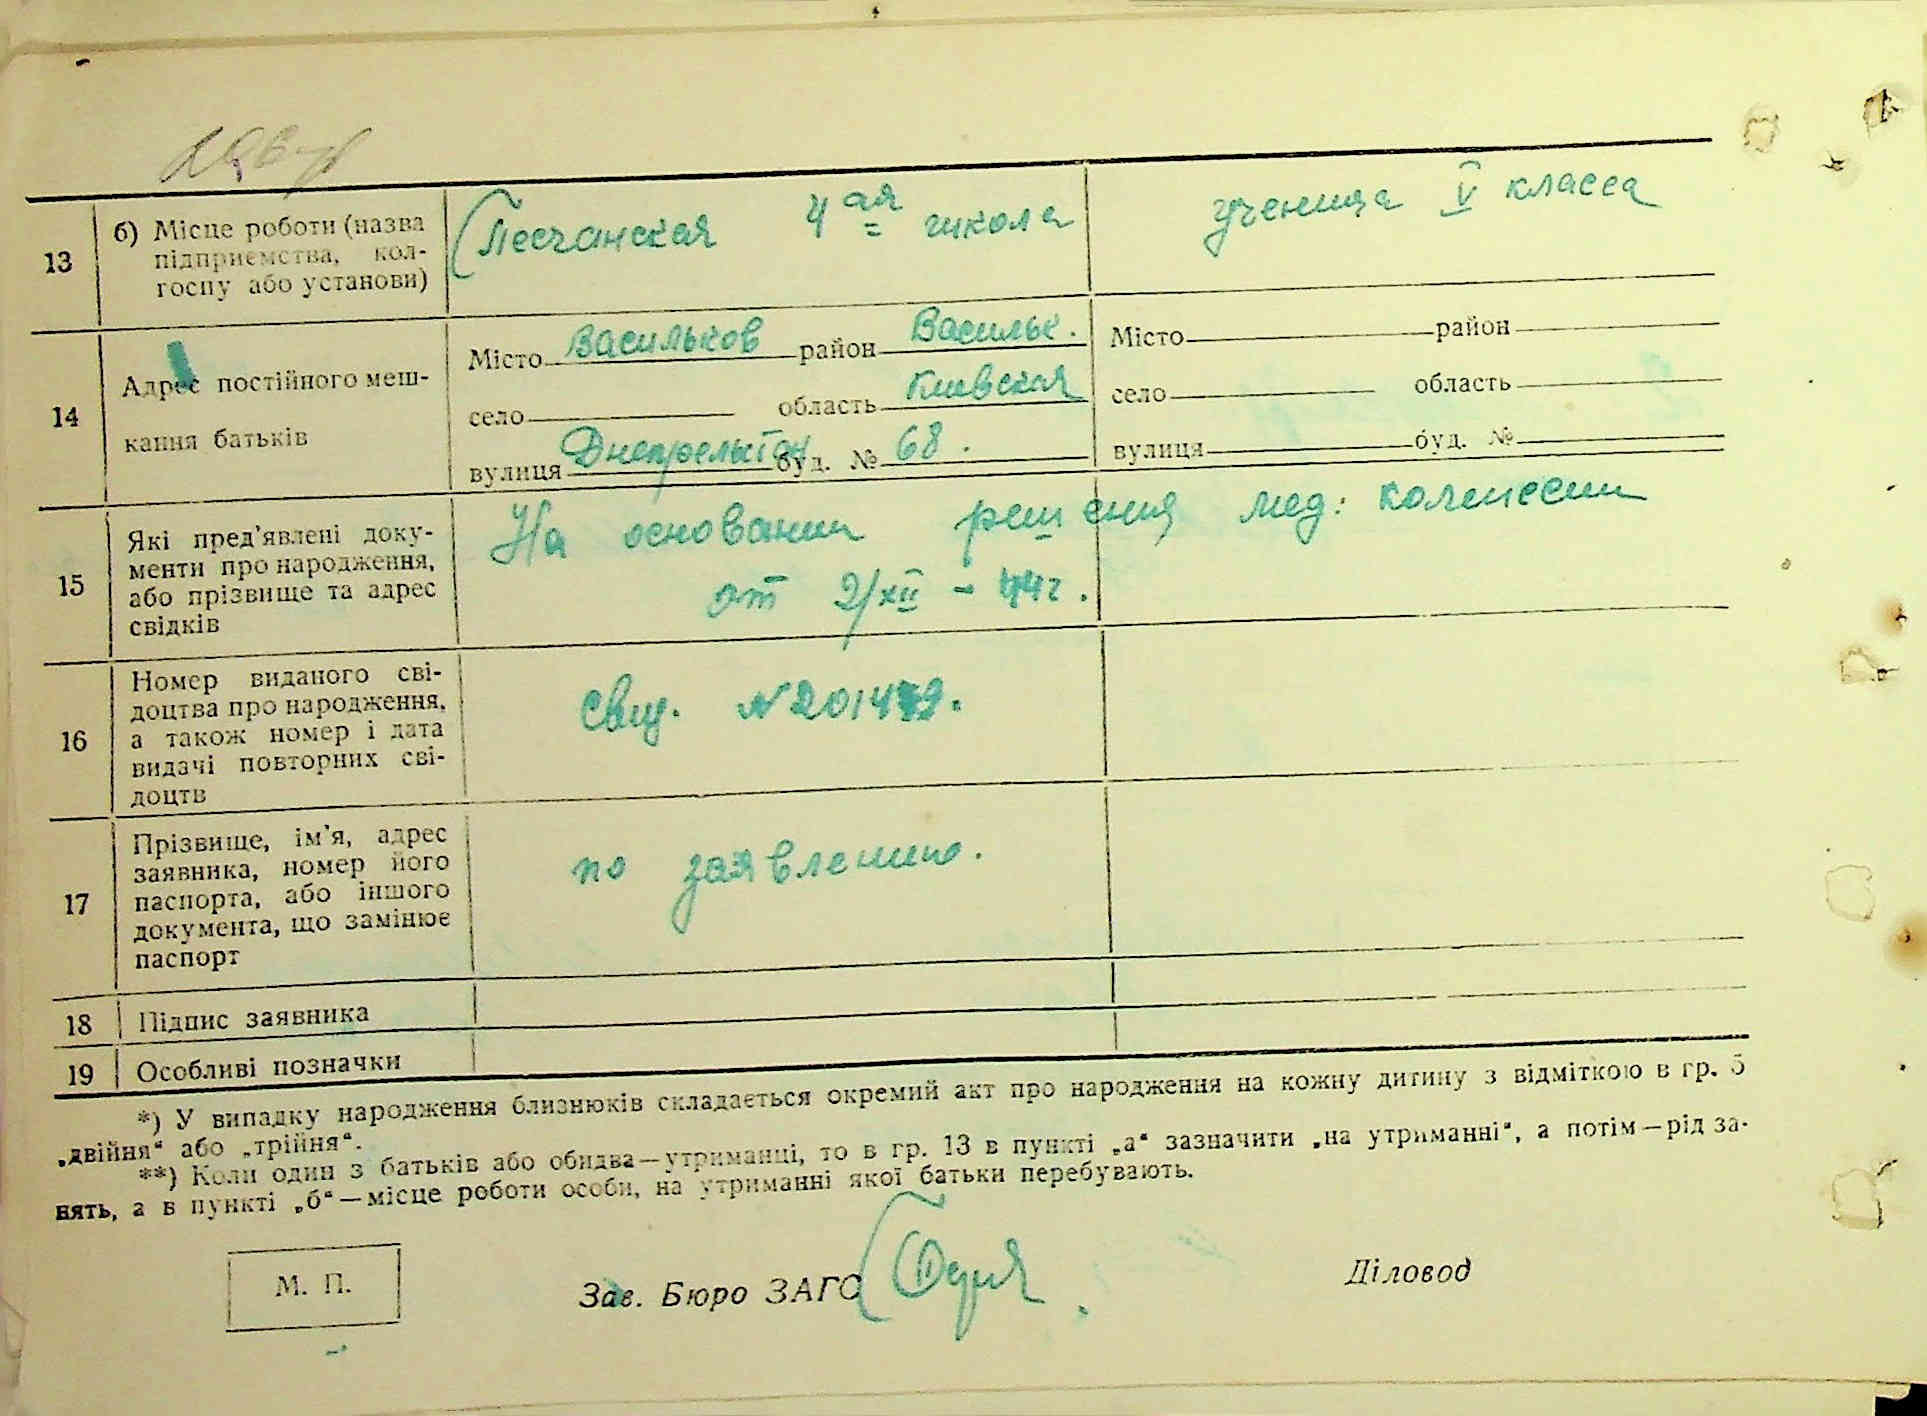 13 б) Місце роботи (назва підприємства, колгоспу або установи) Песчанская 4ая школа ученица V класса
14 Адрес постійного мешкання батьків
Місто Васильков район Васильк. Місто район
село область Киевская село область
вулиця буд. № 68. вулиця буд. №
15 Які пред'явлені документи про народження, або прізвище та адрес свідків
На основании решения мед: комиссии
от 2/XII – 44г.
16 Номер виданого свідоцтва про народження, а також номер і дата видачі повторних свідоцтв
свид. №
17 Прізвище, ім'я, адрес заявника, номер його паспорта, або іншого документа, що замінює паспорт
по заявлению.
18 Підпис заявника
19 Особливі позначки
*) У випадку народження близнюків складається окремий акт про народження на кожну дитину з відміткою в гр. 5
„двійня“ або „трійня“.
**) Коли один з батьків або обидва—утриманці, то в гр. 13 в пункті „а“ зазначити „на утриманні“, а потім—рід за-
нять, а в пункті „б“—місце роботи особи, на утриманні якої батьки перебувають.
М. П.
Зав. Бюро ЗАГС
Діловод